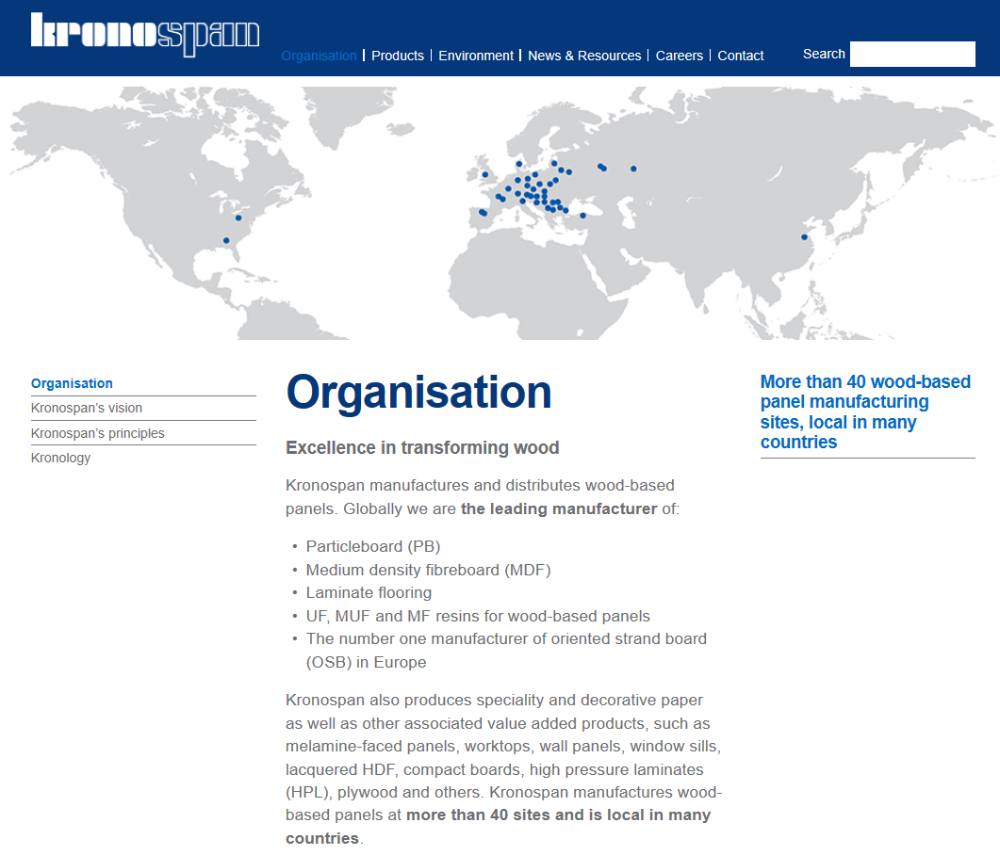 kronospan
Organisation | Products | Environment | News & Resources | Careers | Contact
Search
Organisation
Kronospan’s vision
Kronospan’s principles
Kronology
Organisation
Excellence in transforming wood
Kronospan manufactures and distributes wood-based
panels. Globally we are the leading manufacturer of:
• Particleboard (PB)
• Medium density fibreboard (MDF)
• Laminate flooring
• UF, MUF and MF resins for wood-based panels
• The number one manufacturer of oriented strand board
(OSB) in Europe
Kronospan also produces speciality and decorative paper
as well as other associated value added products, such as
melamine-faced panels, worktops, wall panels, window sills,
lacquered HDF, compact boards, high pressure laminates
(HPL), plywood and others. Kronospan manufactures wood-
based panels at more than 40 sites and is local in many
countries.
More than 40 wood-based
panel manufacturing
sites, local in many
countries